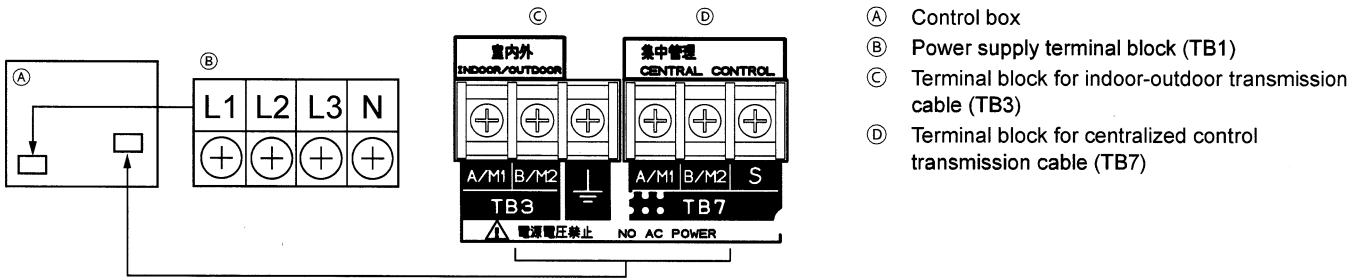 Ⓐ
Ⓑ
L1 L2 L3 N
Ⓒ
室内外
INDOOR/OUTDOOR
A/M1 B/M2
TB3
Ⓓ
集中管理
CENTRAL CONTROL
A/M1 B/M2 S
TB7
電源電圧禁止 NO AC POWER
Ⓐ Control box
Ⓑ Power supply terminal block (TB1)
Ⓒ Terminal block for indoor-outdoor transmission
cable (TB3)
Ⓓ Terminal block for centralized control
transmission cable (TB7)